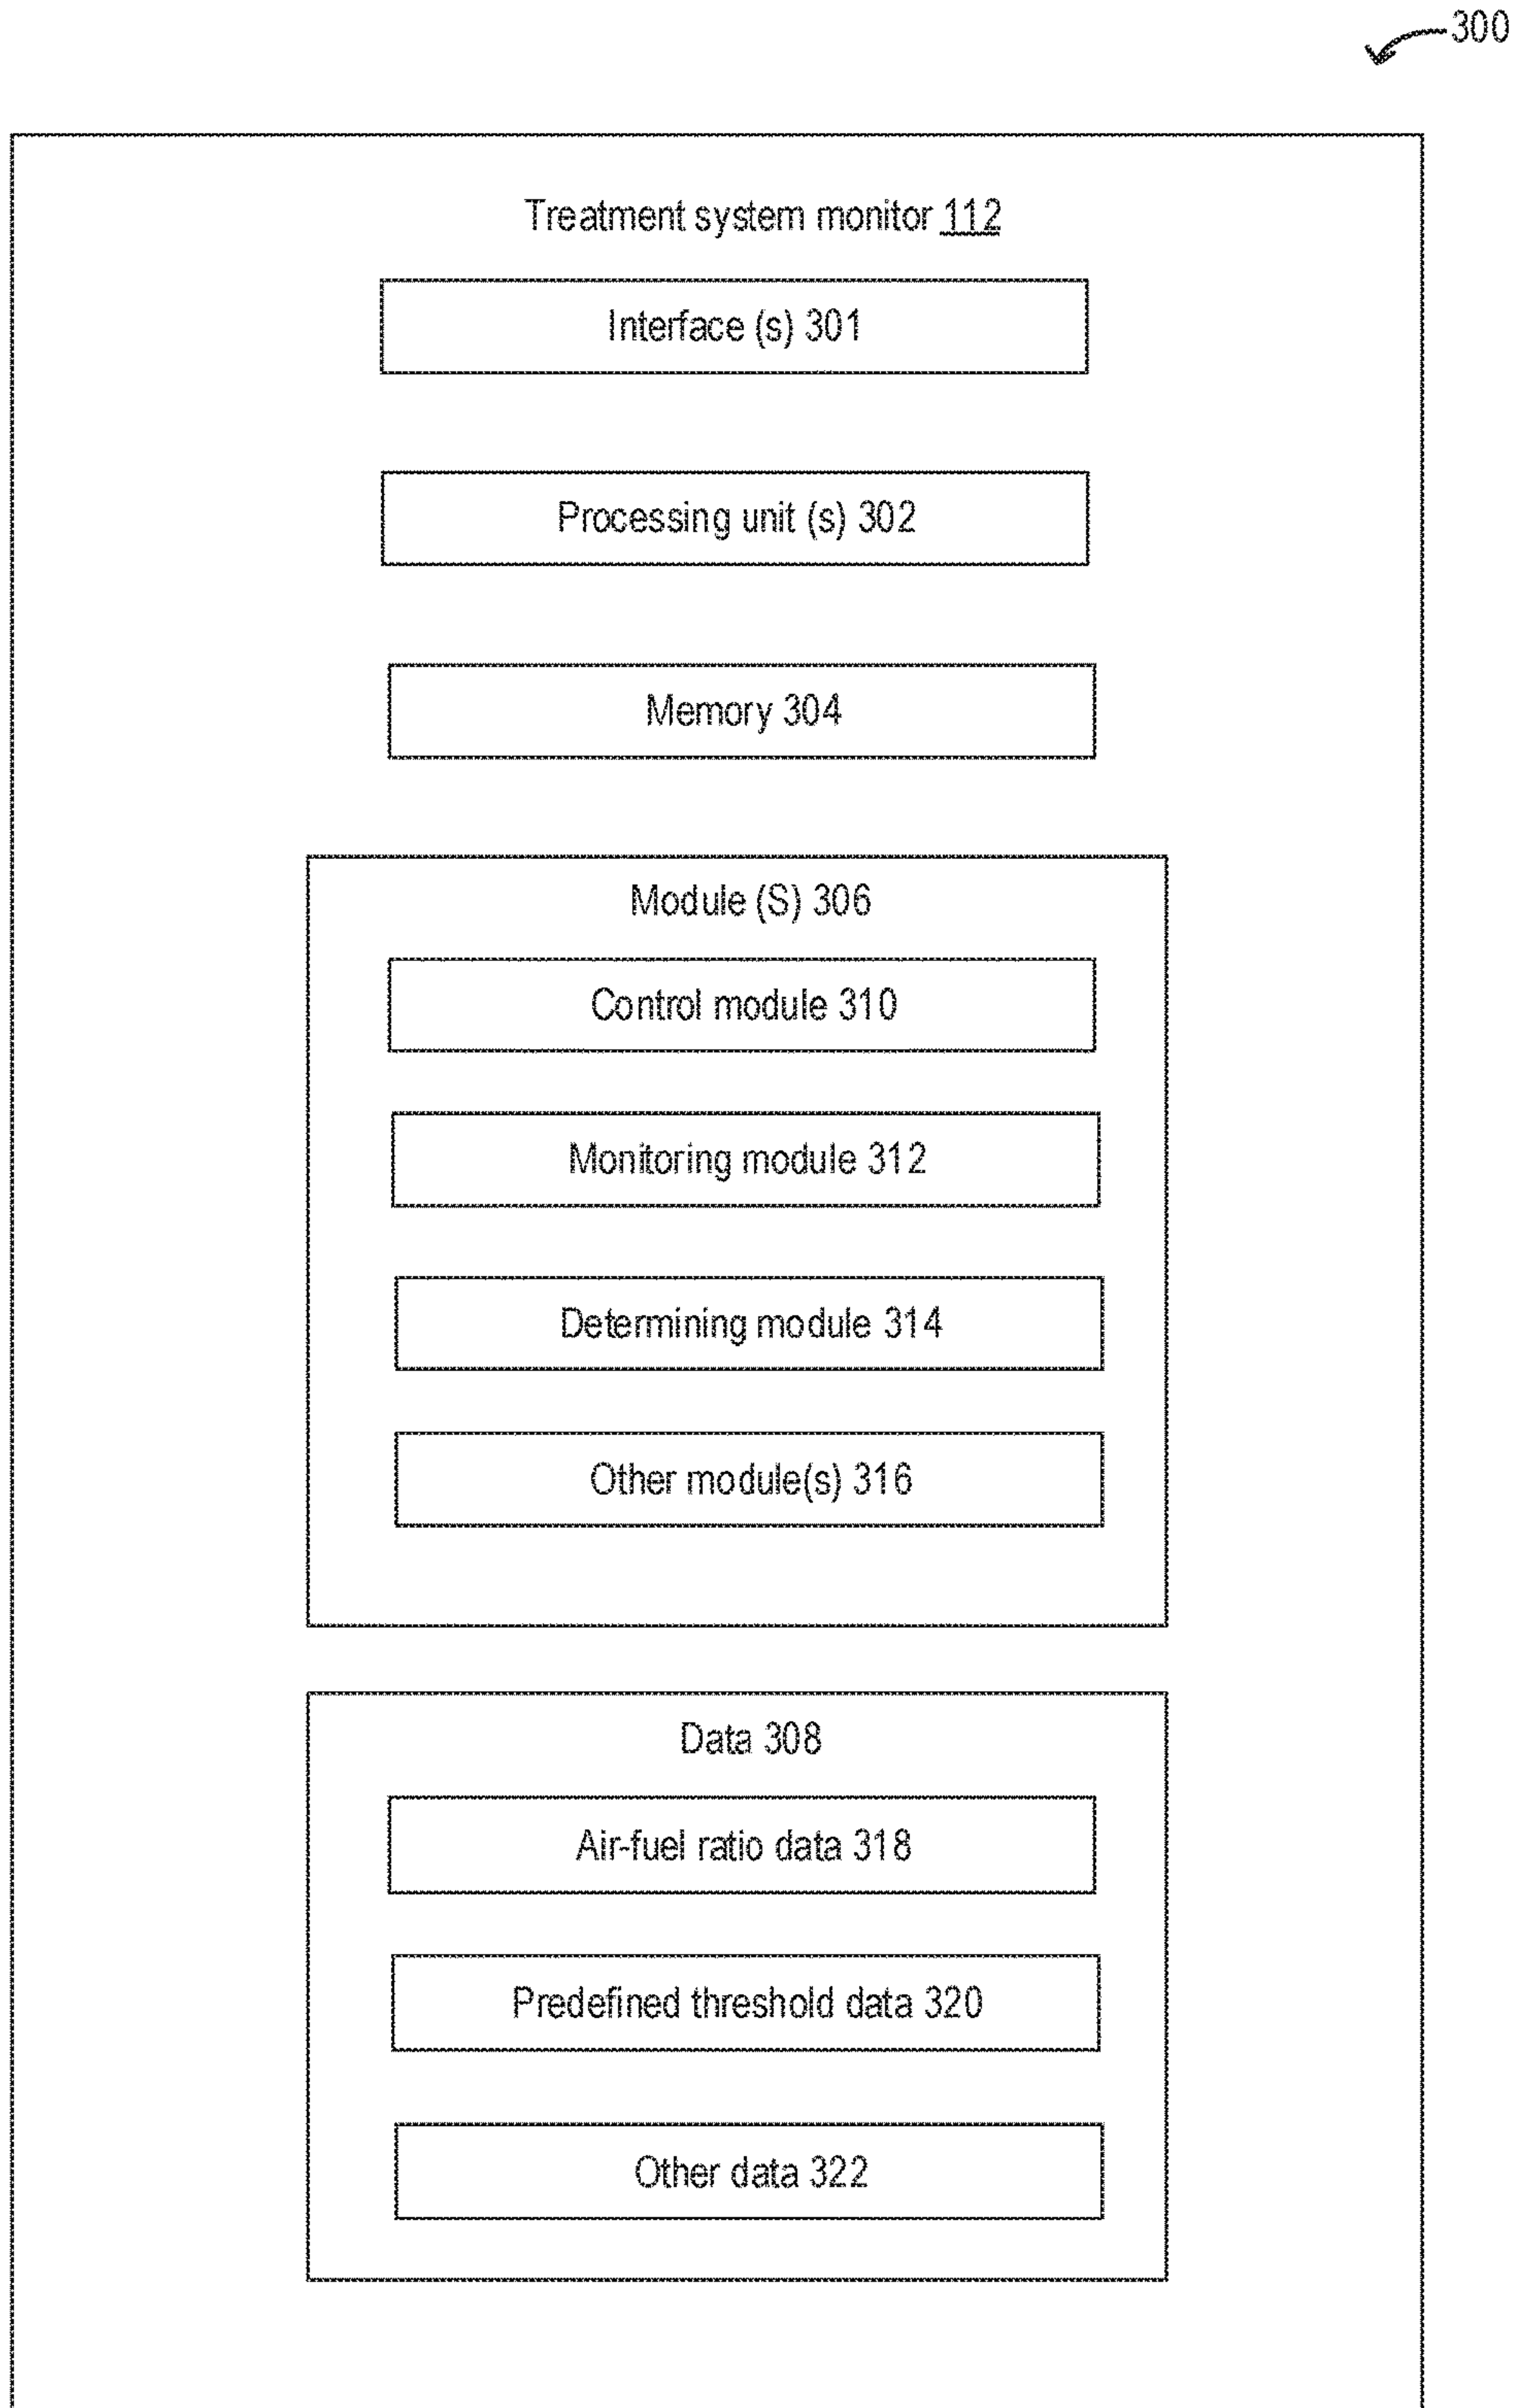 300
Treatment system monitor 112
Interface (s) 301
Processing unit (s) 302
Memory 304
Module (S) 306
Control module 310
Monitoring module 312
Determining module 314
Other module(s) 316
Data 308
Air-fuel ratio data 318
Predefined threshold data 320
Other data 322